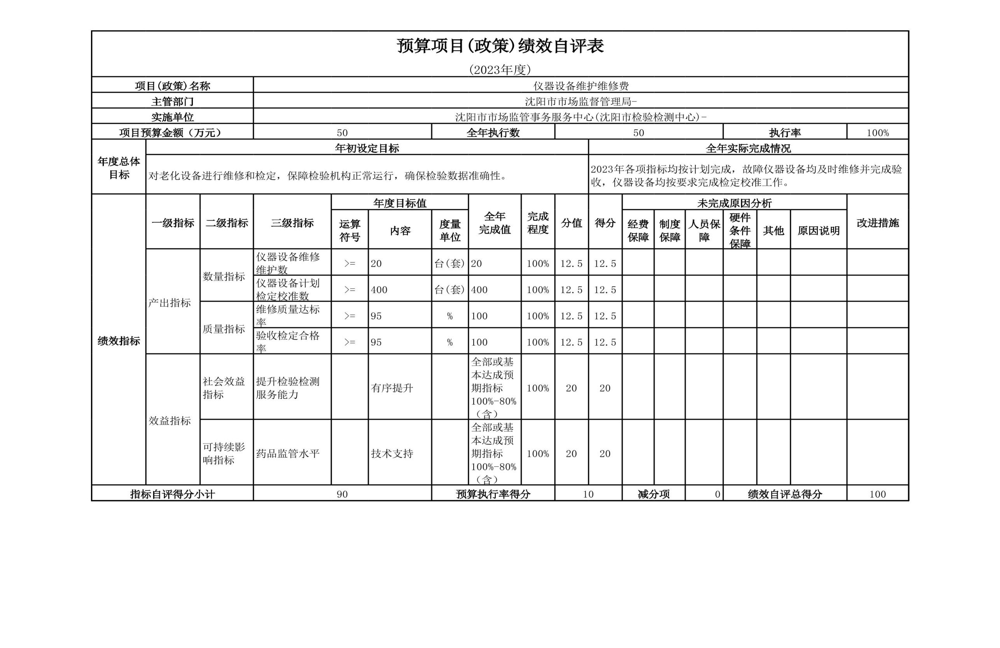 预算项目(政策)绩效自评表
(2023年度)
项目(政策)名称 仪器设备维护维修费
主管部门 沈阳市市场监督管理局-
实施单位 沈阳市市场监管事务服务中心(沈阳市检验检测中心)-
项目预算金额（万元） 50 全年执行数 50 执行率 100%
年度总体
目标
年初设定目标 全年实际完成情况
对老化设备进行维修和检定，保障检验机构正常运行，确保检验数据准确性。
2023年各项指标均按计划完成，故障仪器设备均及时维修并完成验
收，仪器设备均按要求完成检定校准工作。
绩效指标
一级指标 二级指标 三级指标
年度目标值
运算
符号
内容
度量
单位
全年
完成值
完成
程度
分值 得分
未完成原因分析
经费
保障
制度
保障
人员保
障
硬件
条件
保障
其他 原因说明
改进措施
产出指标
数量指标
仪器设备维修
维护数
>= 20 台(套) 20 100% 12.5 12.5
仪器设备计划
检定校准数
>= 400 台(套) 400 100% 12.5 12.5
质量指标
维修质量达标
率
>= 95 % 100 100% 12.5 12.5
验收检定合格
率
>= 95 % 100 100% 12.5 12.5
效益指标
社会效益
指标
提升检验检测
服务能力
有序提升
全部或基
本达成预
期指标
100%-80%
（含）
100% 20 20
可持续影
响指标
药品监管水平
技术支持
全部或基
本达成预
期指标
100%-80%
（含）
100% 20 20
指标自评得分小计 90 预算执行率得分 10 减分项 0 绩效自评总得分 100